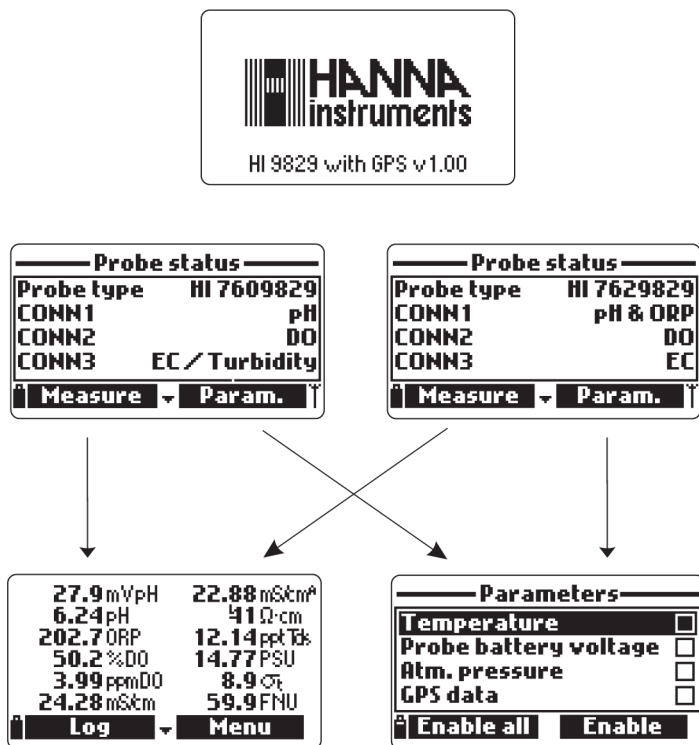 HANNA
instruments
HI 9829 with GPS v1.00
Probe status
Probe type HI 7609829
CONN1 pH
CONN2 DO
CONN3 EC / Turbidity
Measure Param.
Probe status
Probe type HI 7629829
CONN1 pH & ORP
CONN2 DO
CONN3 EC
Measure Param.
27.9 mVpH 22.88 mS/cmᴬ
6.24 pH 41 Ω·cm
202.7 ORP 12.14 ppt Tds
50.2 %DO 14.77 PSU
3.99 ppmDO 8.9 σt
24.28 mS/cm 59.9 FNU
Log Menu
Parameters
Temperature
Probe battery voltage
Atm. pressure
GPS data
Enable all Enable